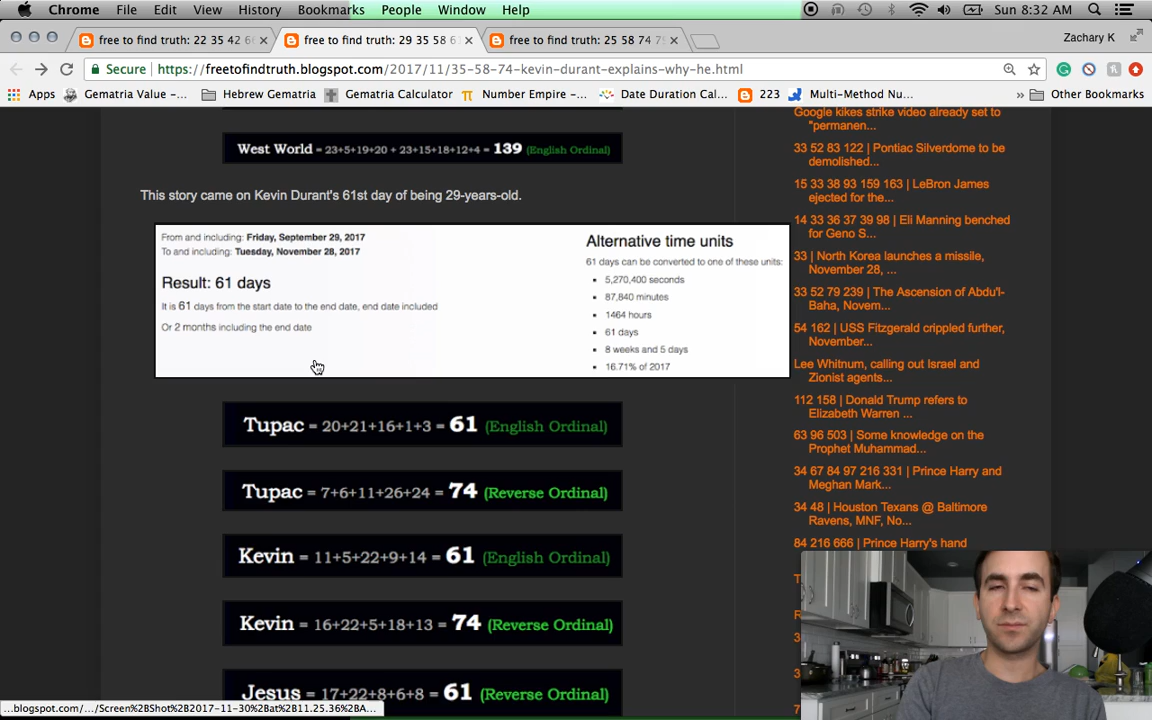 Chrome File Edit View History Bookmarks People Window Help
Sun 8:32 AM
free to find truth: 22 35 42 6
free to find truth: 29 35 58 6
free to find truth: 25 58 74 7
Zachary K
Secure https://freetofindtruth.blogspot.com/2017/11/35-58-74-kevin-durant-explains-why-he.html
Apps Gematria Value -... Hebrew Gematria Gematria Calculator Number Empire -... Date Duration Cal... 223 Multi-Method Nu... » Other Bookmarks
West World = 23+5+19+20 + 23+15+18+12+4 = 139 (English Ordinal)
This story came on Kevin Durant's 61st day of being 29-years-old.
From and including: Friday, September 29, 2017
To and including: Tuesday, November 28, 2017
Result: 61 days
It is 61 days from the start date to the end date, end date included
Or 2 months including the end date
Alternative time units
61 days can be converted to one of these units:
5,270,400 seconds
87,840 minutes
1464 hours
61 days
8 weeks and 5 days
16.71% of 2017
Tupac = 20+21+16+1+3 = 61 (English Ordinal)
Tupac = 7+6+11+26+24 = 74 (Reverse Ordinal)
Kevin = 11+5+22+9+14 = 61 (English Ordinal)
Kevin = 16+22+5+18+13 = 74 (Reverse Ordinal)
Jesus = 17+22+8+6+8 = 61 (Reverse Ordinal)
Google kikes strike video already set to
"permanen...
33 52 83 122 | Pontiac Silverdome to be
demolished...
15 33 38 93 159 163 | LeBron James
ejected for the...
14 33 36 37 39 98 | Eli Manning benched
for Geno S...
33 | North Korea launches a missile,
November 28, ...
33 52 79 239 | The Ascension of Abdu'l-
Baha, Novem...
54 162 | USS Fitzgerald crippled further,
November...
Lee Whitnum, calling out Israel and
Zionist agents...
112 158 | Donald Trump refers to
Elizabeth Warren ...
63 96 503 | Some knowledge on the
Prophet Muhammad...
34 67 84 97 216 331 | Prince Harry and
Meghan Mark...
34 48 | Houston Texans @ Baltimore
Ravens, MNF, No...
84 216 666 | Prince Harry's hand
..blogspot.com/.../Screen%2BShot%2B2017-11-30%2Bat%2B11.25.36%2BA...